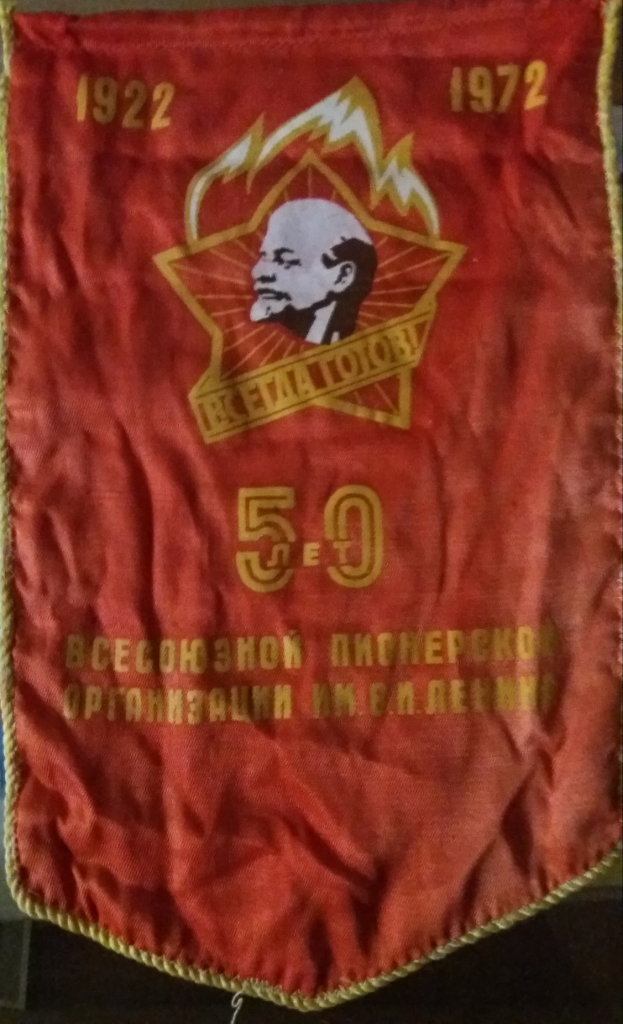 1922 1972
ВСЕГДА ГОТОВ!
50
ЛЕТ
ВСЕСОЮЗНОЙ ПИОНЕРСКОЙ
ОРГАНИЗАЦИИ ИМ. В.И. ЛЕНИНА